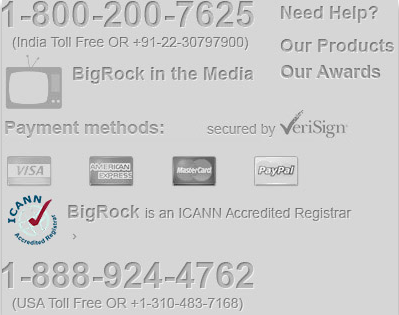 1-800-200-7625
(India Toll Free OR +91-22-30797900)
Need Help?
Our Products
Our Awards
BigRock in the Media
Payment methods:
secured by VeriSign
VISA
AMERICAN EXPRESS
MasterCard
PayPal
ICANN
Accredited Registrar
BigRock is an ICANN Accredited Registrar
›
1-888-924-4762
(USA Toll Free OR +1-310-483-7168)